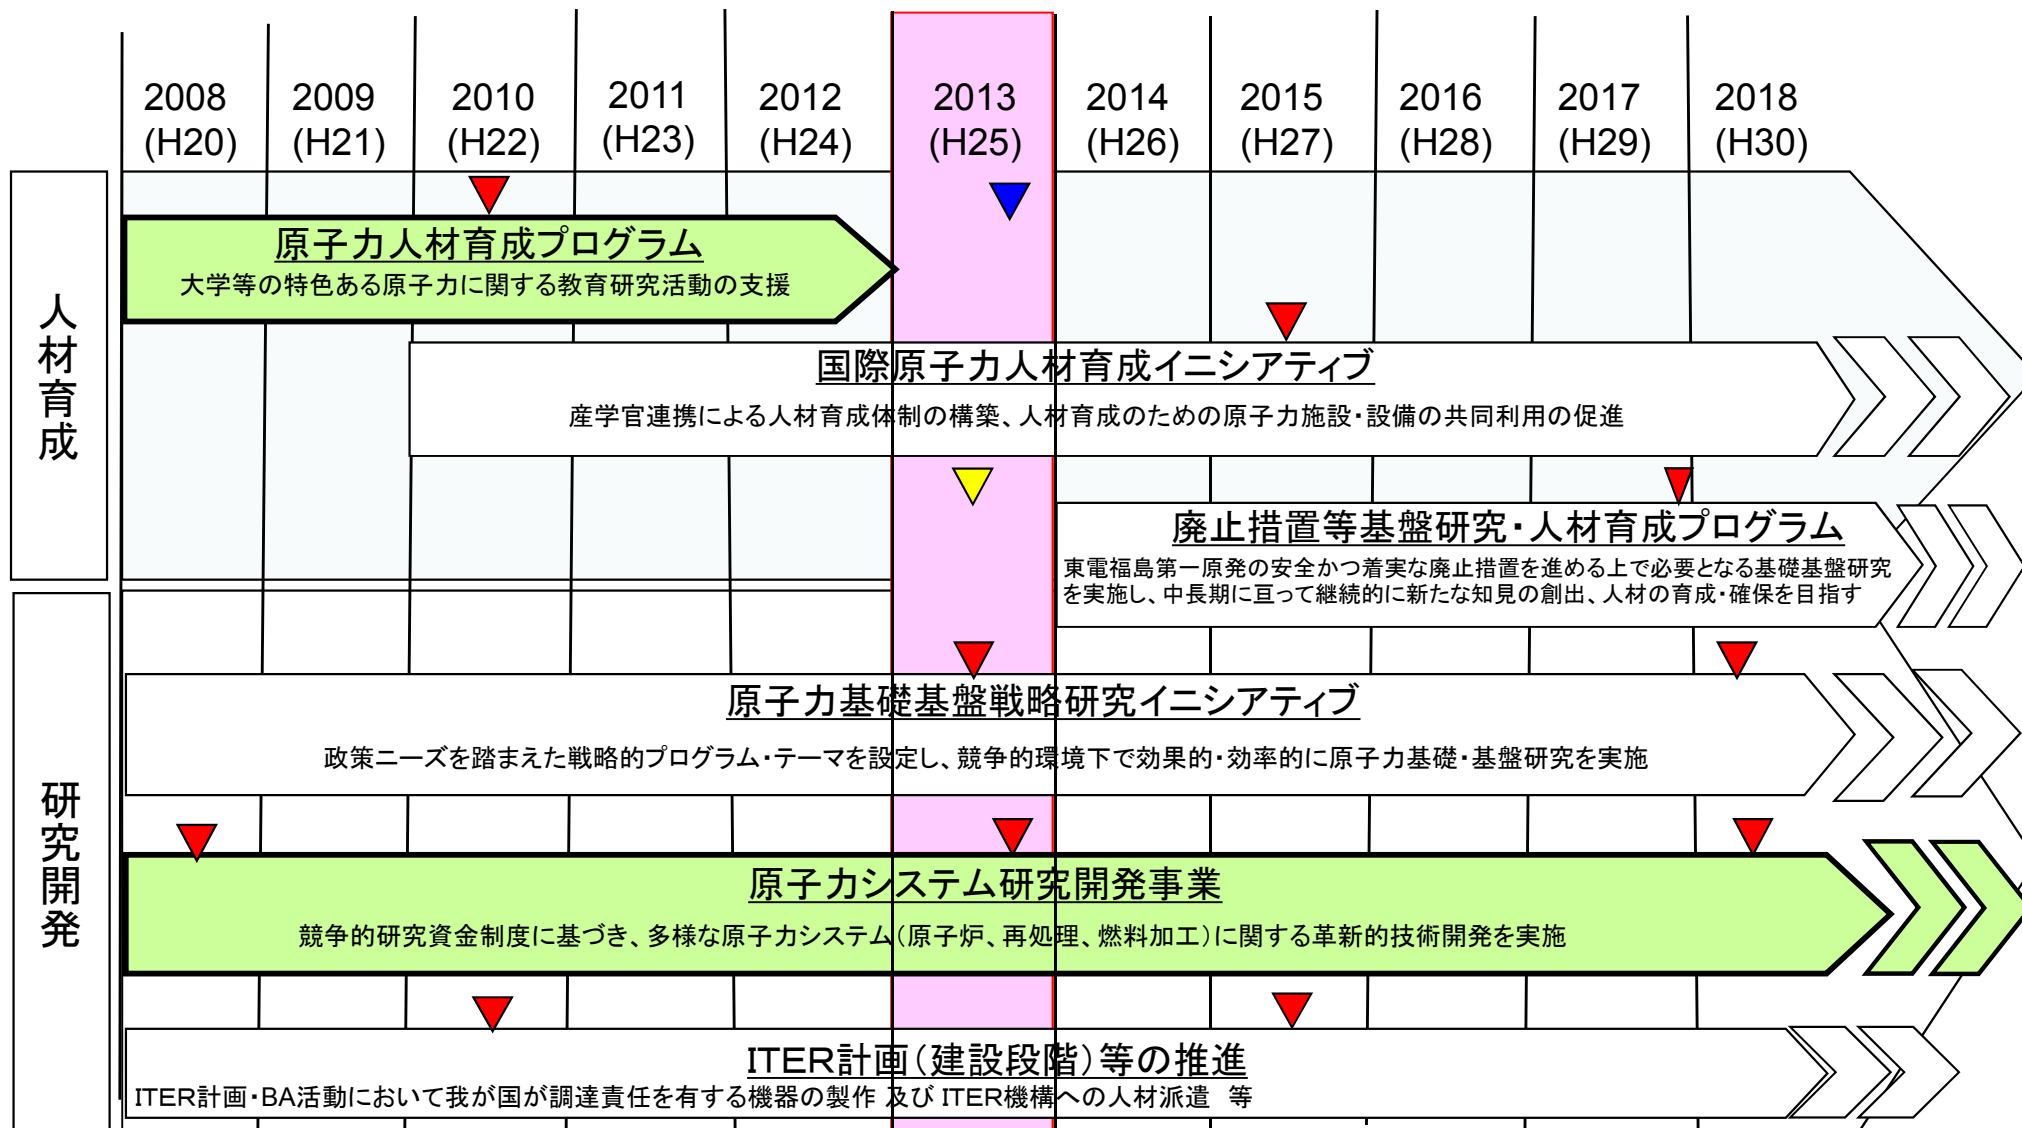 2008
(H20)
2009
(H21)
2010
(H22)
2011
(H23)
2012
(H24)
2013
(H25)
2014
(H26)
2015
(H27)
2016
(H28)
2017
(H29)
2018
(H30)
人材育成
原子力人材育成プログラム
大学等の特色ある原子力に関する教育研究活動の支援
国際原子力人材育成イニシアティブ
産学官連携による人材育成体制の構築、人材育成のための原子力施設・設備の共同利用の促進
廃止措置等基盤研究・人材育成プログラム
東電福島第一原発の安全かつ着実な廃止措置を進める上で必要となる基礎基盤研究
を実施し、中長期に亘って継続的に新たな知見の創出、人材の育成・確保を目指す
研究開発
原子力基礎基盤戦略研究イニシアティブ
政策ニーズを踏まえた戦略的プログラム・テーマを設定し、競争的環境下で効果的・効率的に原子力基礎・基盤研究を実施
原子力システム研究開発事業
競争的研究資金制度に基づき、多様な原子力システム（原子炉、再処理、燃料加工）に関する革新的技術開発を実施
ITER計画（建設段階）等の推進
ITER計画・BA活動において我が国が調達責任を有する機器の製作 及び ITER機構への人材派遣　等